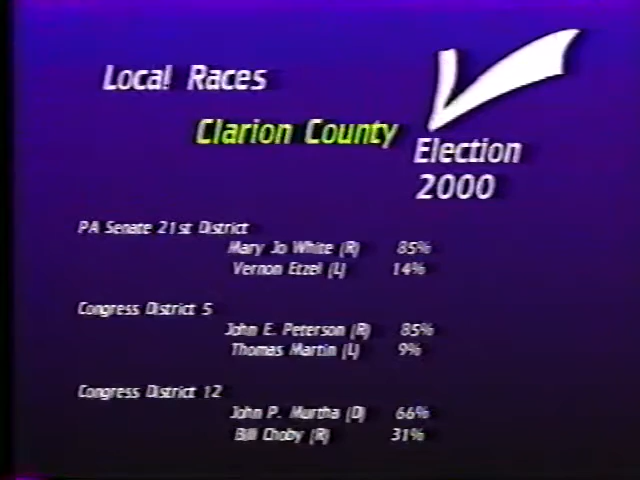 Local Races
Clarion County
Election
2000
PA Senate 21st District
Mary Jo White (R) 85%
Vernon Etzel (L) 14%
Congress District 5
John E. Peterson (R) 85%
Thomas Martin (L) 9%
Congress District 12
John P. Murtha (D) 66%
Bill Choby (R) 31%